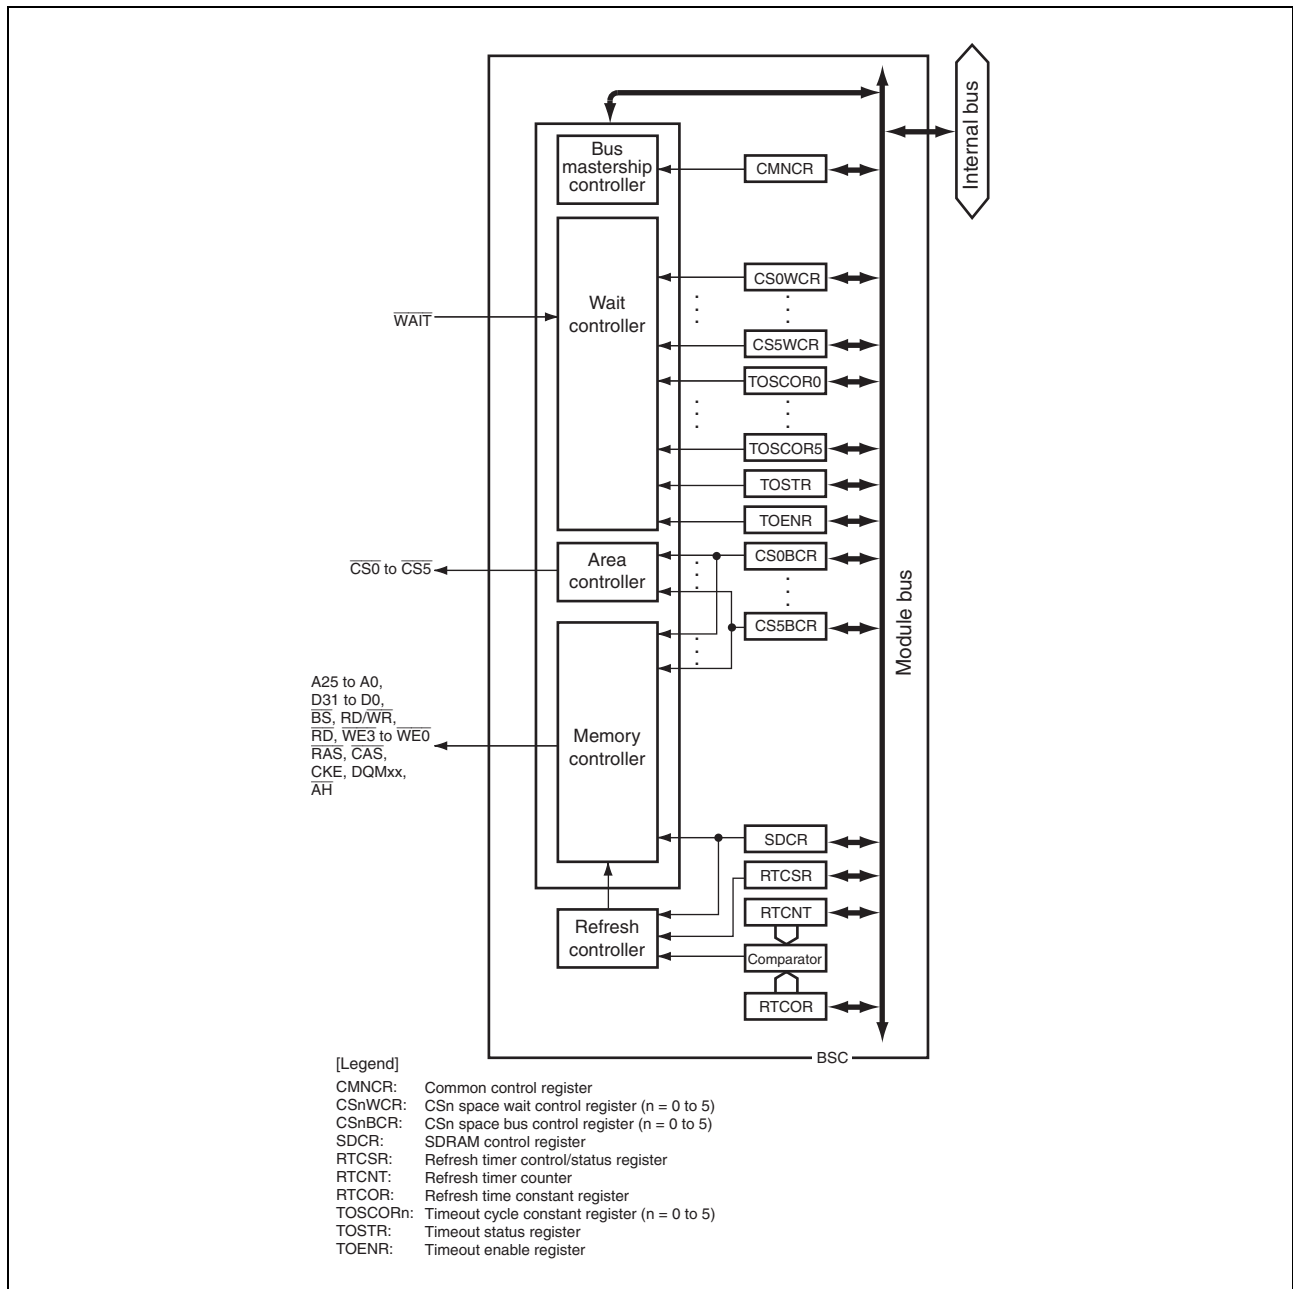 Internal bus
Bus
mastership
controller
CMNCR
Wait
controller
CS0WCR
WAIT
CS5WCR
TOSCOR0
TOSCOR5
TOSTR
TOENR
CS0 to CS5
Area
controller
CS0BCR
CS5BCR
Module bus
A25 to A0,
D31 to D0,
BS, RD/WR,
RD, WE3 to WE0
RAS, CAS,
CKE, DQMxx,
AH
Memory
controller
SDCR
RTCSR
RTCNT
Refresh
controller
Comparator
RTCOR
BSC
[Legend]
CMNCR: Common control register
CSnWCR: CSn space wait control register (n = 0 to 5)
CSnBCR: CSn space bus control register (n = 0 to 5)
SDCR: SDRAM control register
RTCSR: Refresh timer control/status register
RTCNT: Refresh timer counter
RTCOR: Refresh time constant register
TOSCORn: Timeout cycle constant register (n = 0 to 5)
TOSTR: Timeout status register
TOENR: Timeout enable register